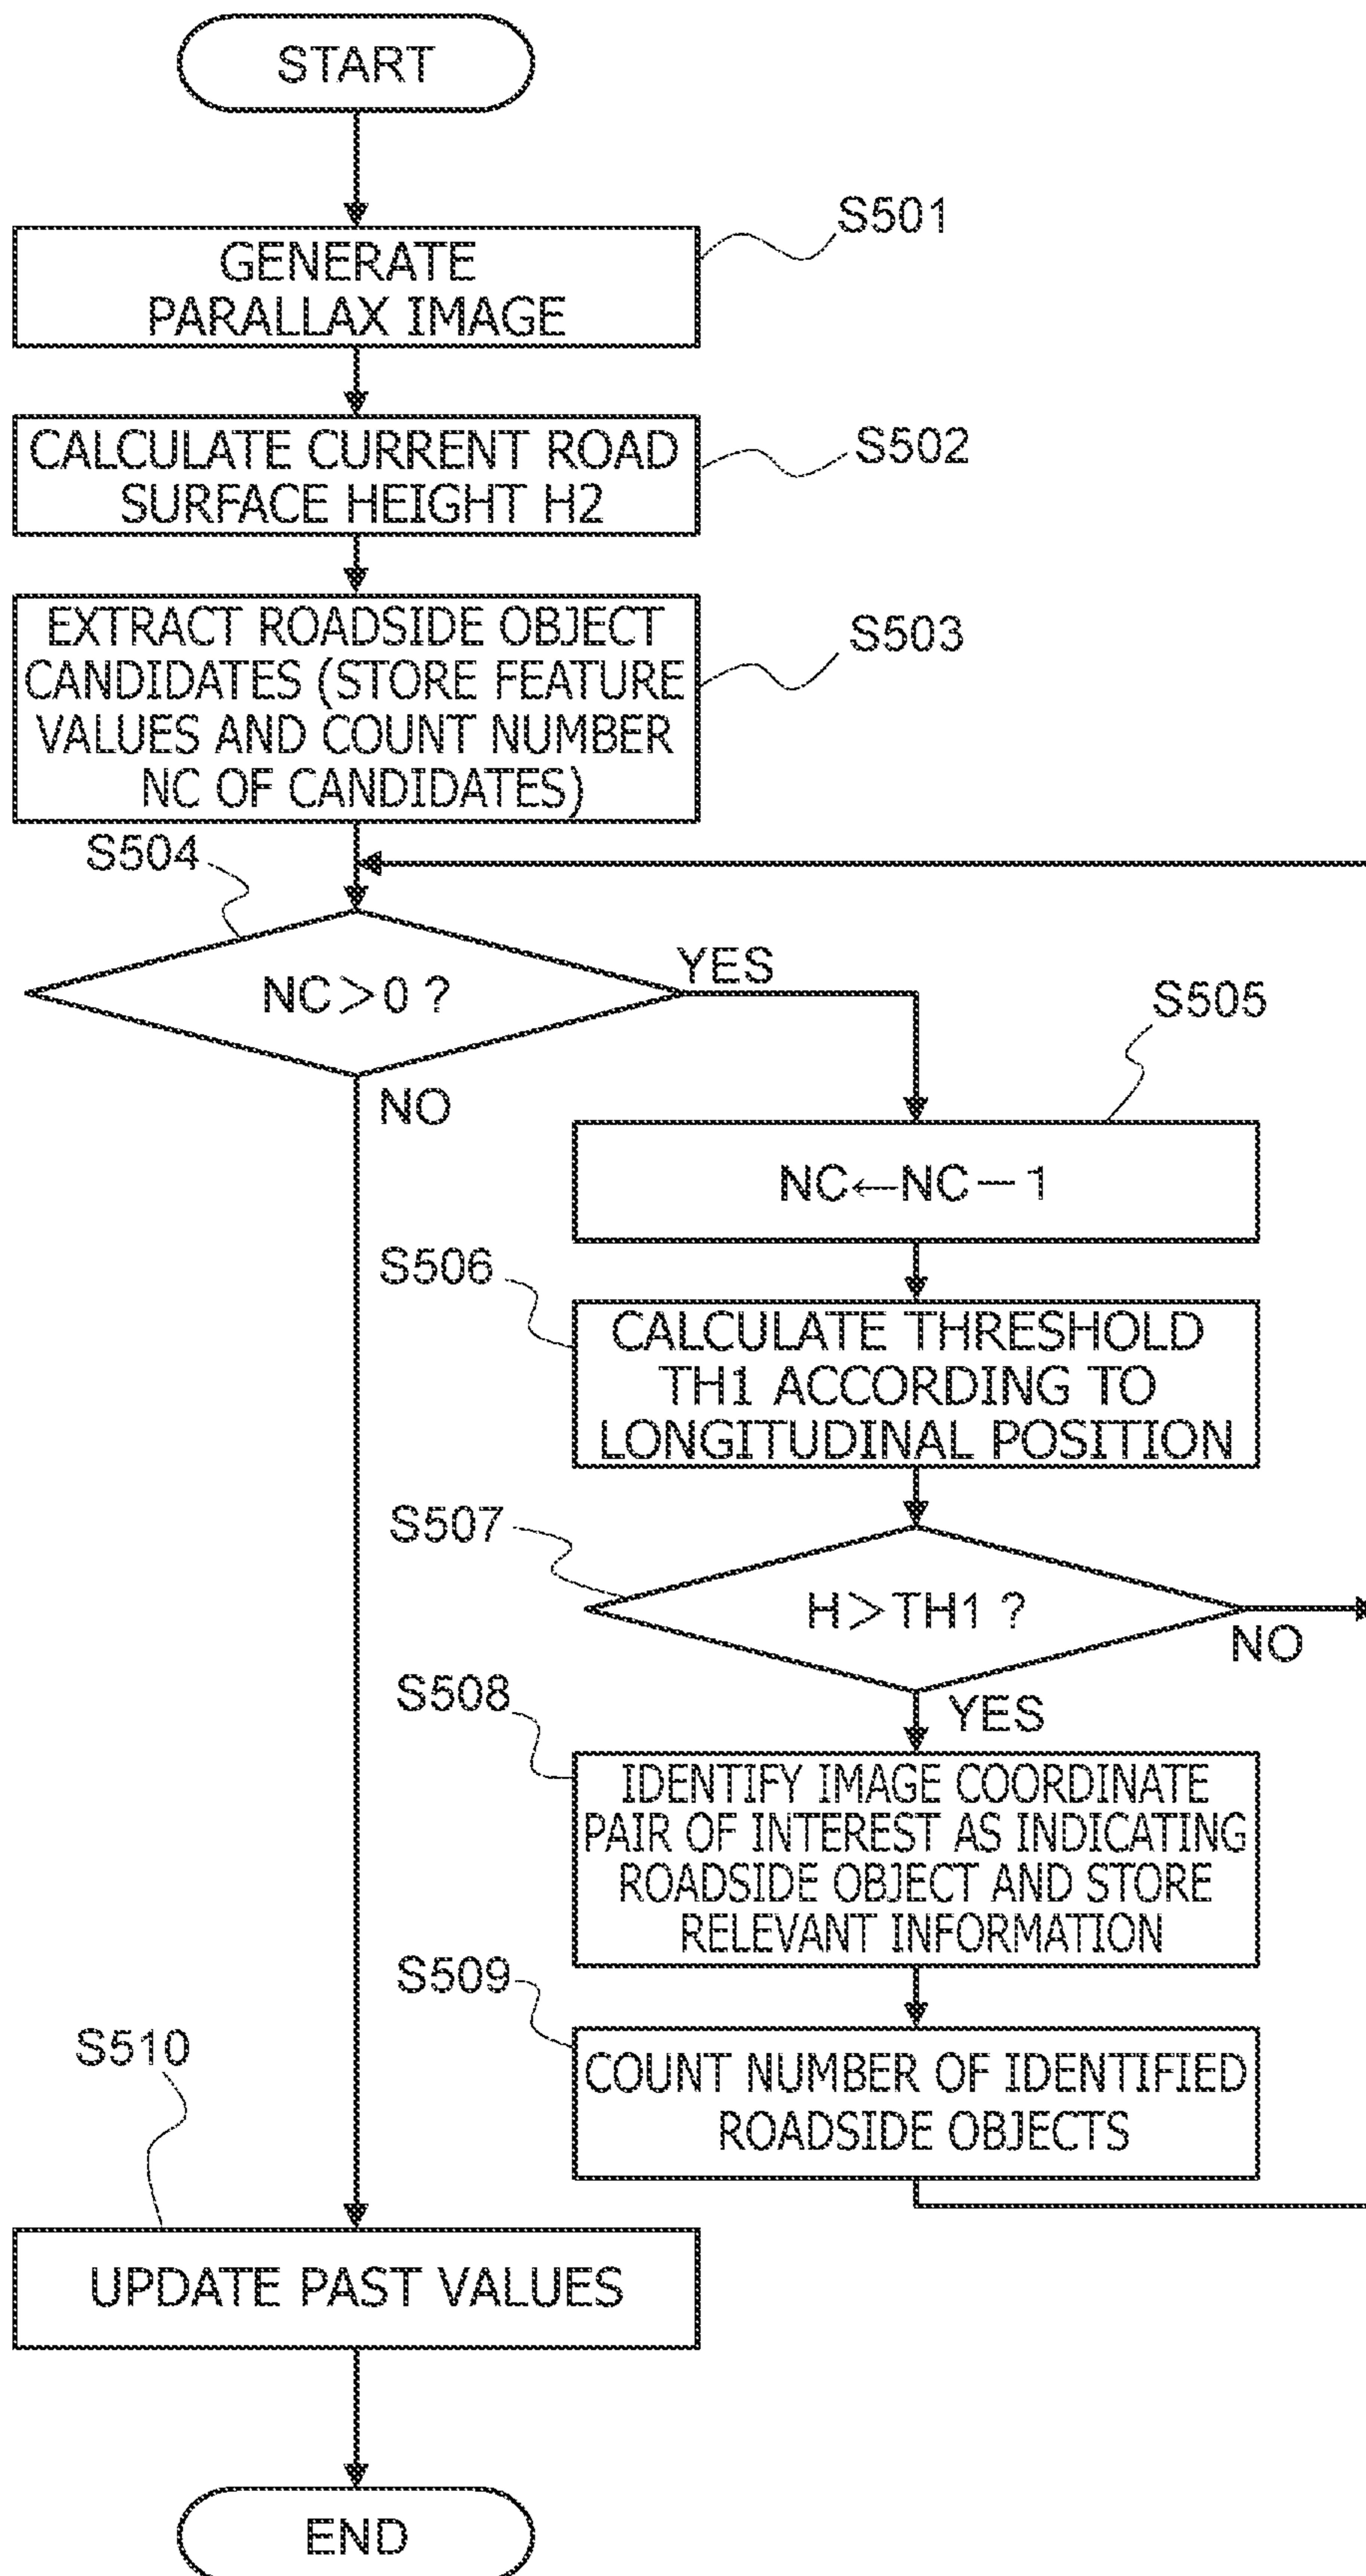 START
S501
GENERATE
PARALLAX IMAGE
S502
CALCULATE CURRENT ROAD
SURFACE HEIGHT H2
S503
EXTRACT ROADSIDE OBJECT
CANDIDATES (STORE FEATURE
VALUES AND COUNT NUMBER
NC OF CANDIDATES)
S504
NC>0 ?
YES
NO
S505
NC←NC－1
S506
CALCULATE THRESHOLD
TH1 ACCORDING TO
LONGITUDINAL POSITION
S507
H>TH1 ?
NO
YES
S508
IDENTIFY IMAGE COORDINATE
PAIR OF INTEREST AS INDICATING
ROADSIDE OBJECT AND STORE
RELEVANT INFORMATION
S509
COUNT NUMBER OF IDENTIFIED
ROADSIDE OBJECTS
S510
UPDATE PAST VALUES
END